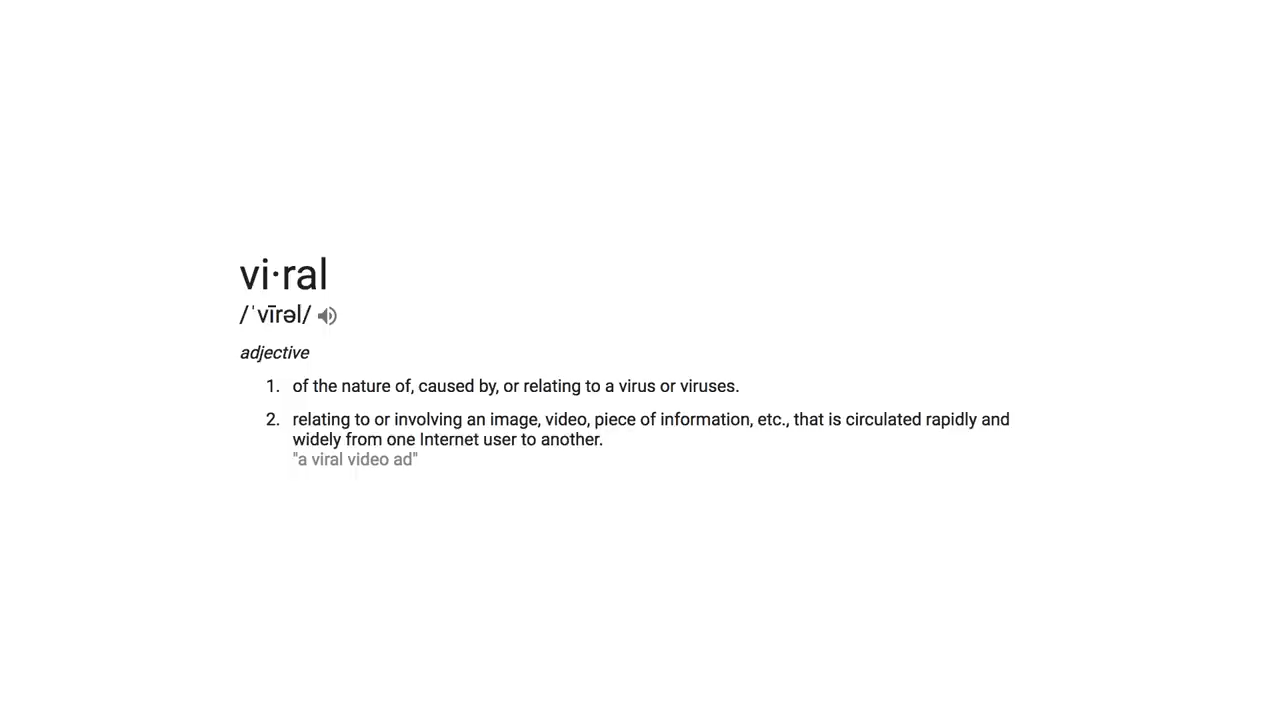 vi·ral
/ˈvīrəl/
adjective
1. of the nature of, caused by, or relating to a virus or viruses.
2. relating to or involving an image, video, piece of information, etc., that is circulated rapidly and
widely from one Internet user to another.
"a viral video ad"